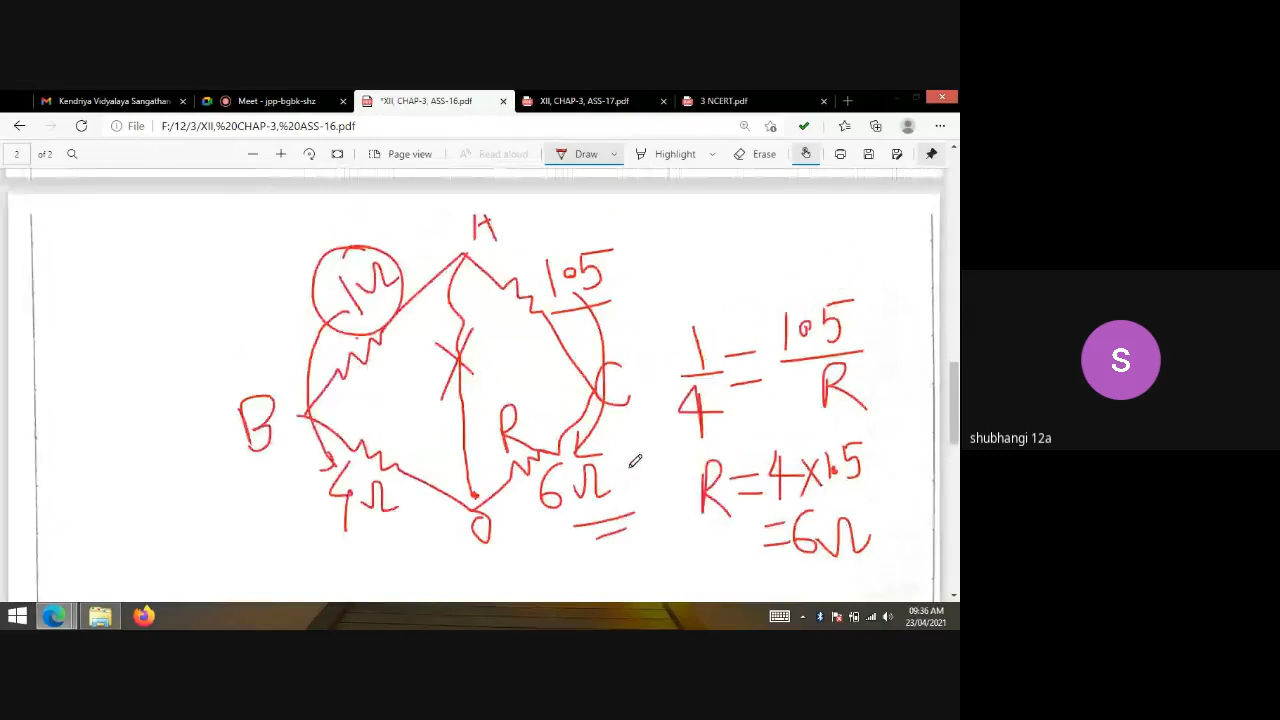 Kendriya Vidyalaya Sangathan
Meet - jpp-bgbk-shz
*XII, CHAP-3, ASS-16.pdf
XII, CHAP-3, ASS-17.pdf
3 NCERT.pdf
File
F:/12/3/XII,%20CHAP-3,%20ASS-16.pdf
2 of 2
Page view
Read aloud
Draw
Highlight
Erase
A
1Ω
1.5
B
C
R
4Ω
6Ω
D
1/4 = 1.5/R
R = 4×1.5
= 6Ω
S
shubhangi 12a
09:36 AM
23/04/2021